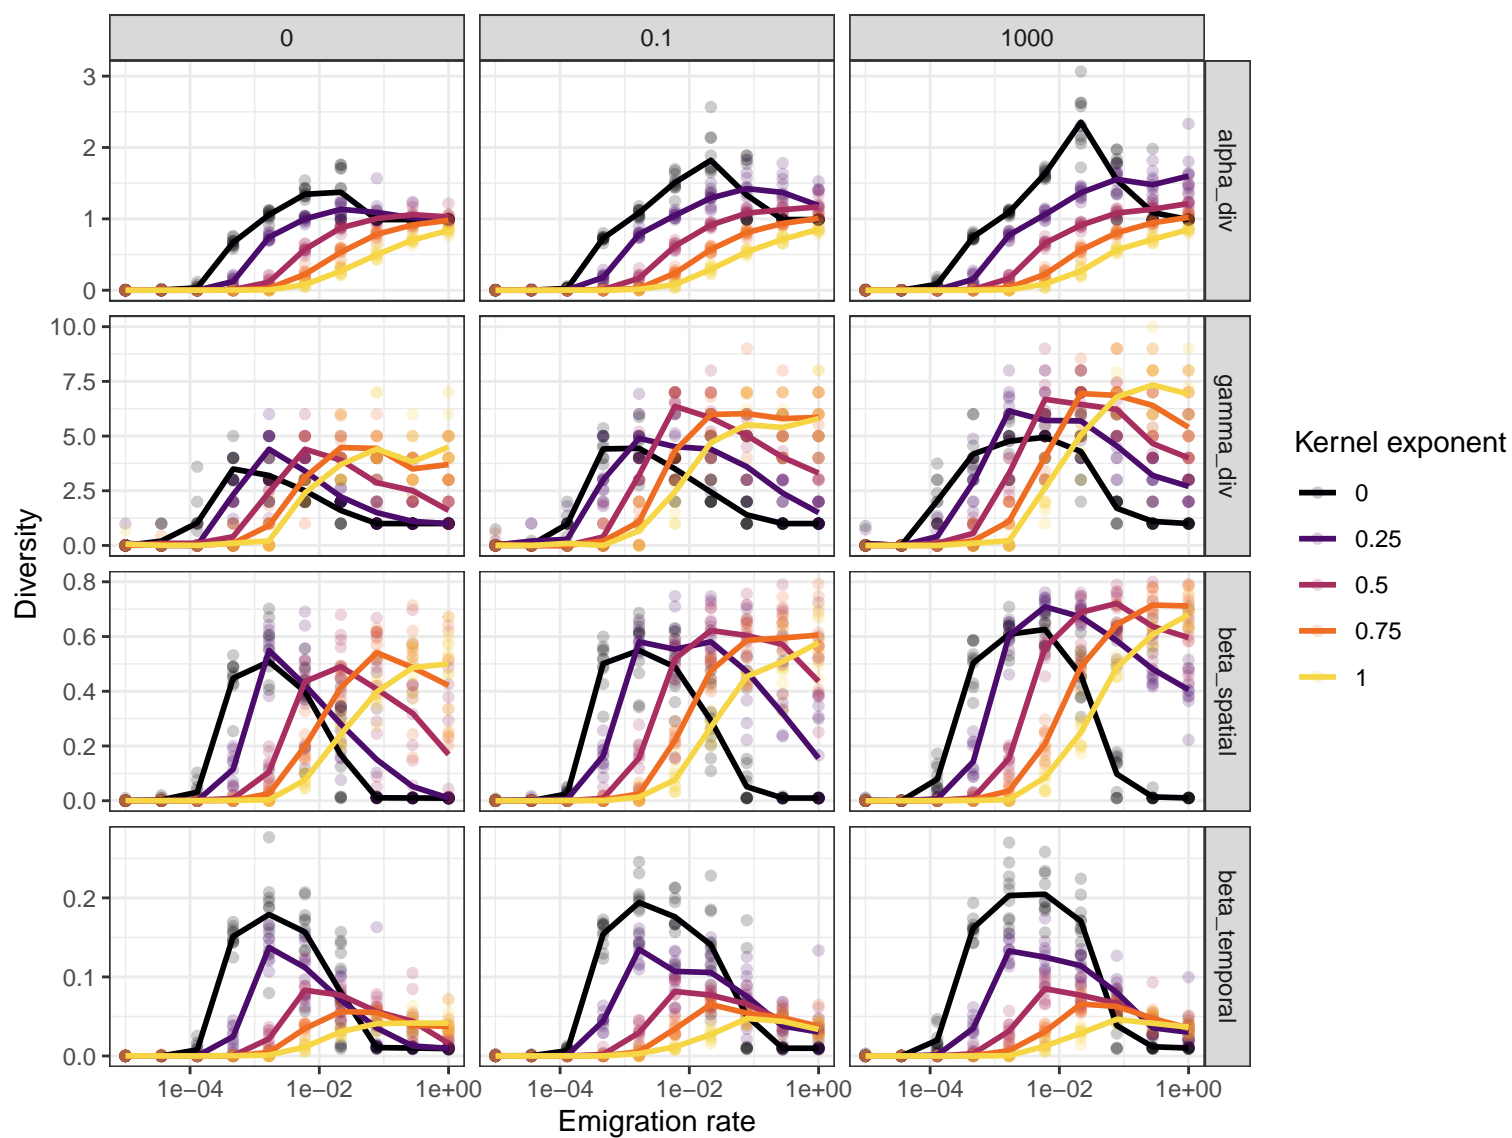 0
0.1
1000
3
2
1
0
alpha_div
10.0
7.5
5.0
2.5
0.0
gamma_div
0.8
0.6
0.4
0.2
0.0
beta_spatial
0.2
0.1
0.0
beta_temporal
1e−04
1e−02
1e+00
1e−04
1e−02
1e+00
1e−04
1e−02
1e+00
Emigration rate
Diversity
Kernel exponent
0
0.25
0.5
0.75
1